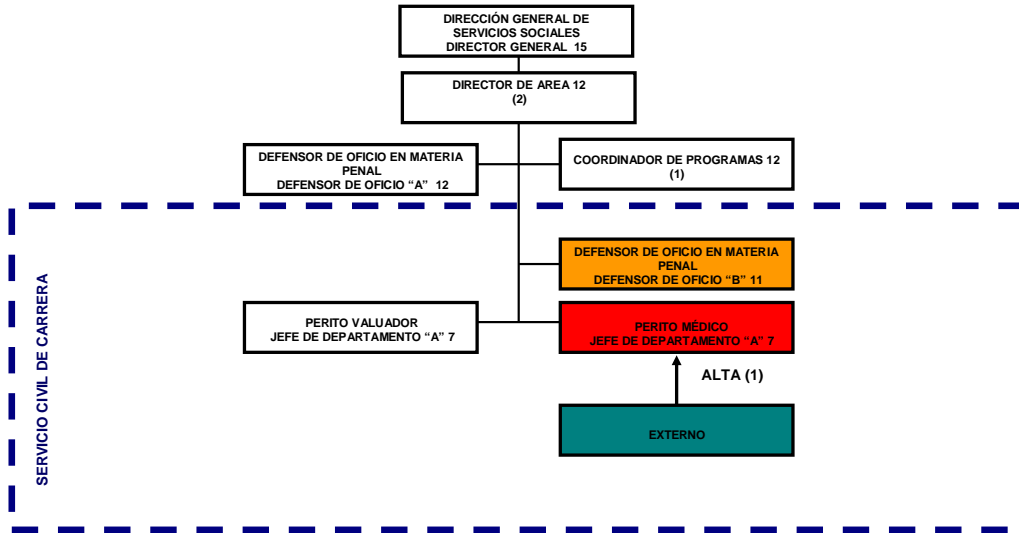 DIRECCIÓN GENERAL DE
SERVICIOS SOCIALES
DIRECTOR GENERAL 15
DIRECTOR DE AREA 12
(2)
DEFENSOR DE OFICIO EN MATERIA
PENAL
DEFENSOR DE OFICIO “A” 12
COORDINADOR DE PROGRAMAS 12
(1)
SERVICIO CIVIL DE CARRERA
DEFENSOR DE OFICIO EN MATERIA
PENAL
DEFENSOR DE OFICIO “B” 11
PERITO VALUADOR
JEFE DE DEPARTAMENTO “A” 7
PERITO MÉDICO
JEFE DE DEPARTAMENTO “A” 7
ALTA (1)
EXTERNO